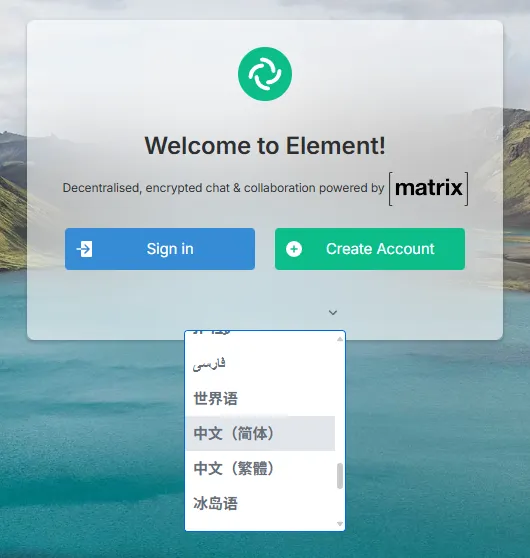 Welcome to Element!
Decentralised, encrypted chat & collaboration powered by [matrix]
Sign in
Create Account
فارسی
世界语
中文（简体）
中文（繁體）
冰岛语